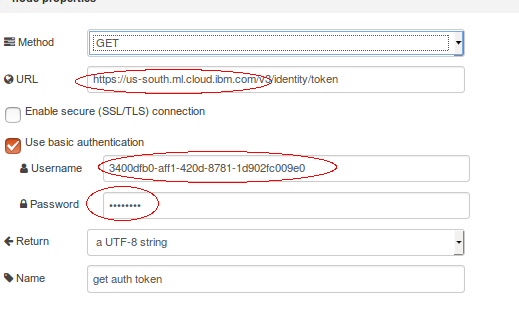 node properties
Method
GET
URL
https://us-south.ml.cloud.ibm.com/v3/identity/token
Enable secure (SSL/TLS) connection
Use basic authentication
Username
3400dfb0-aff1-420d-8781-1d902fc009e0
Password
••••••••
Return
a UTF-8 string
Name
get auth token